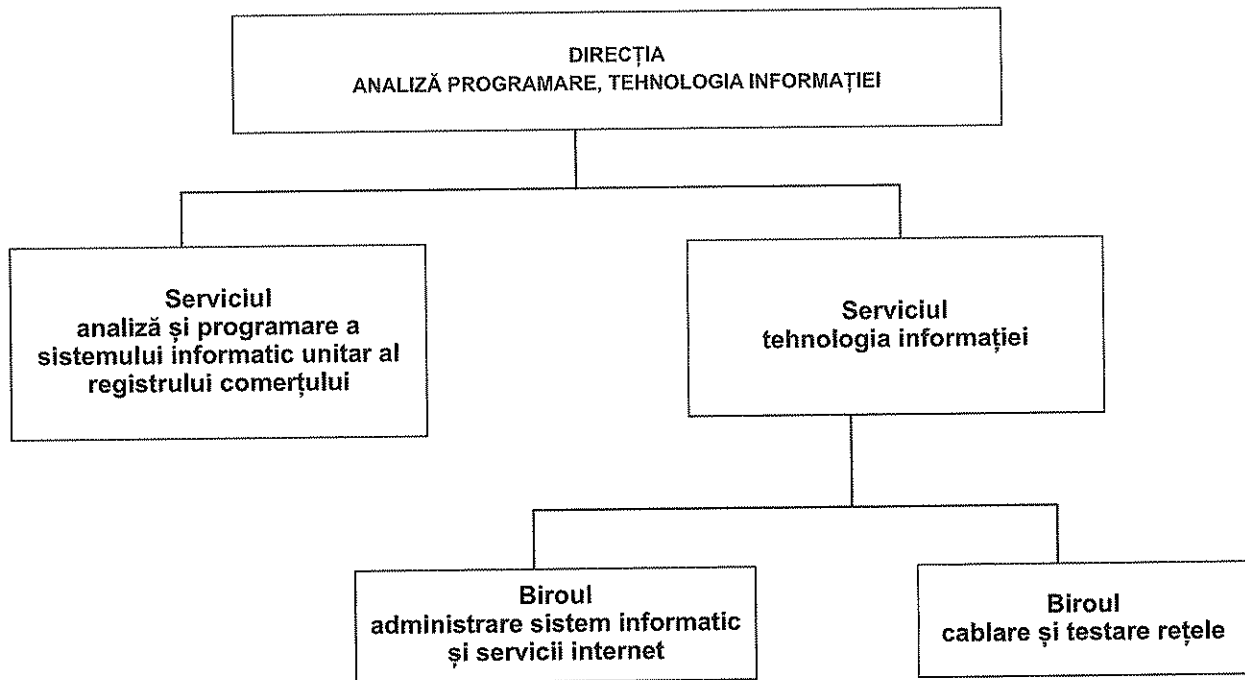 DIRECȚIA
ANALIZĂ PROGRAMARE, TEHNOLOGIA INFORMAȚIEI
Serviciul
analiză și programare a
sistemului informatic unitar al
registrului comerțului
Serviciul
tehnologia informației
Biroul
administrare sistem informatic
și servicii internet
Biroul
cablare și testare rețele